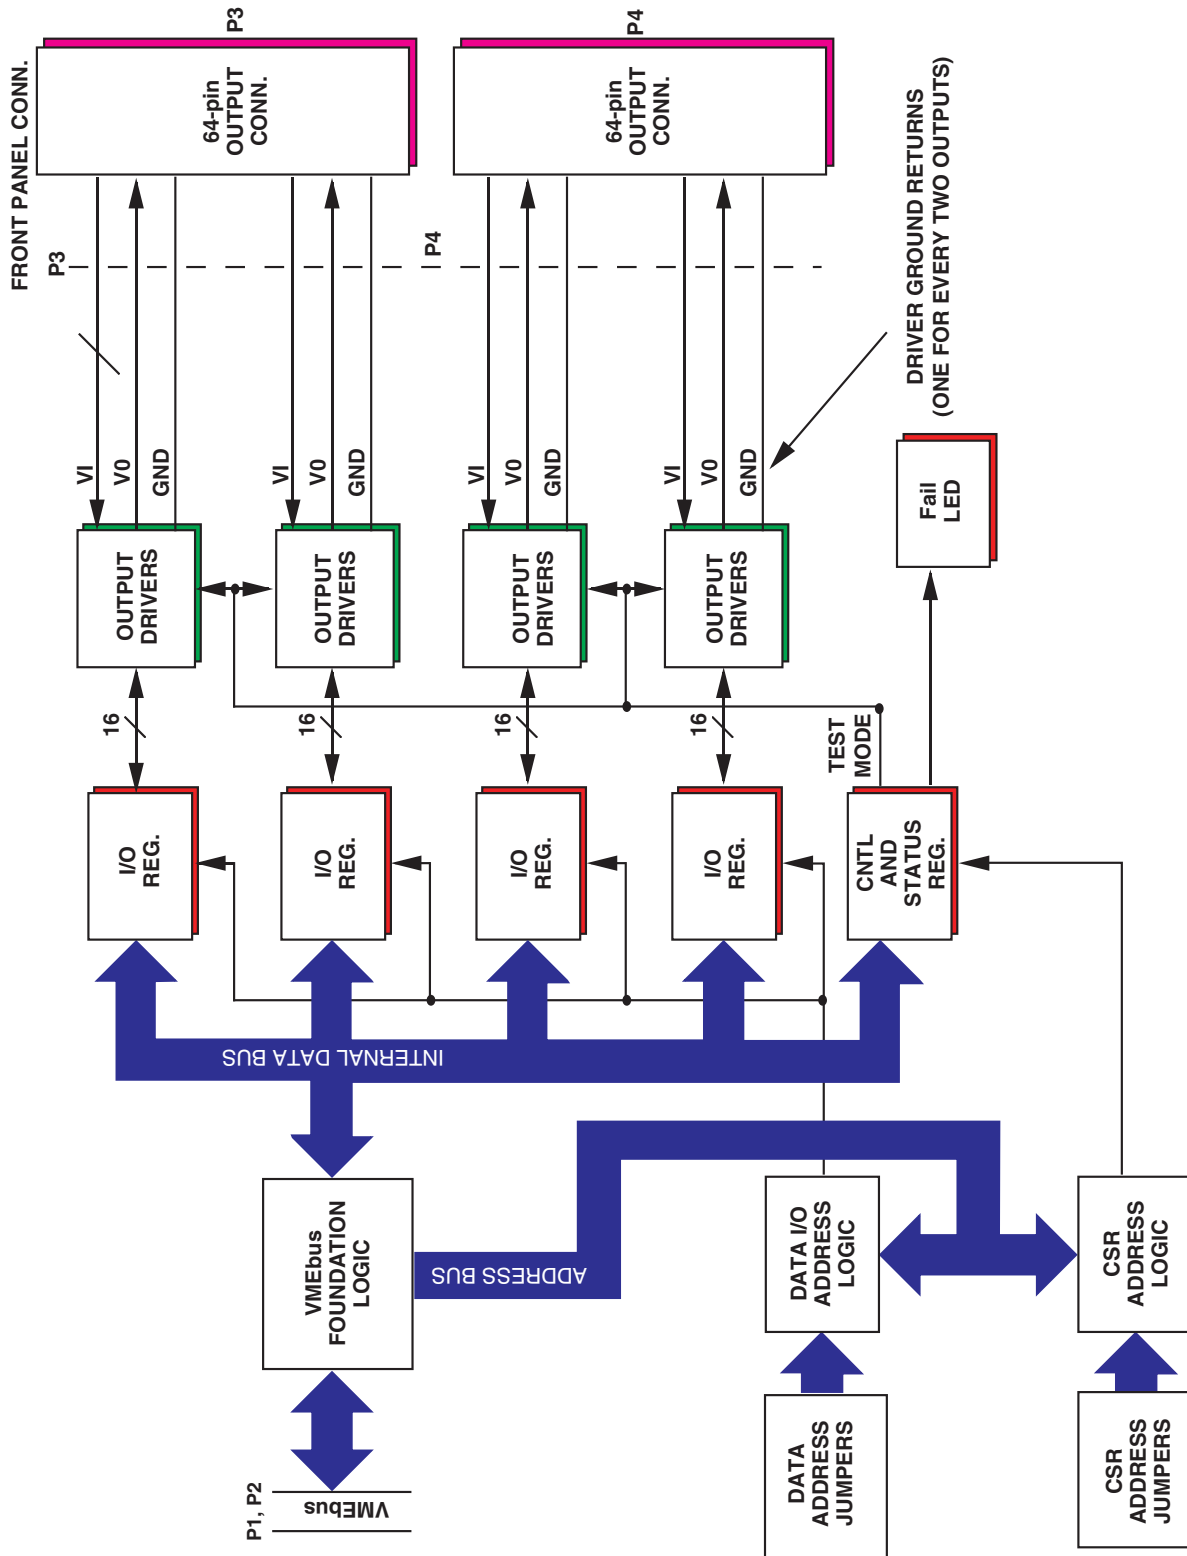 P1, P2
VMEbus
VMEbus
FOUNDATION
LOGIC
INTERNAL DATA BUS
ADDRESS BUS
DATA
ADDRESS
JUMPERS
DATA I/O
ADDRESS
LOGIC
CSR
ADDRESS
JUMPERS
CSR
ADDRESS
LOGIC
I/O
REG.
I/O
REG.
I/O
REG.
I/O
REG.
CNTL
AND
STATUS
REG.
TEST
MODE
16
16
16
16
OUTPUT
DRIVERS
OUTPUT
DRIVERS
OUTPUT
DRIVERS
OUTPUT
DRIVERS
Fail
LED
VI
V0
GND
VI
V0
GND
VI
V0
GND
VI
V0
GND
DRIVER GROUND RETURNS
(ONE FOR EVERY TWO OUTPUTS)
FRONT PANEL CONN.
P3
P4
64-pin
OUTPUT
CONN.
P3
64-pin
OUTPUT
CONN.
P4